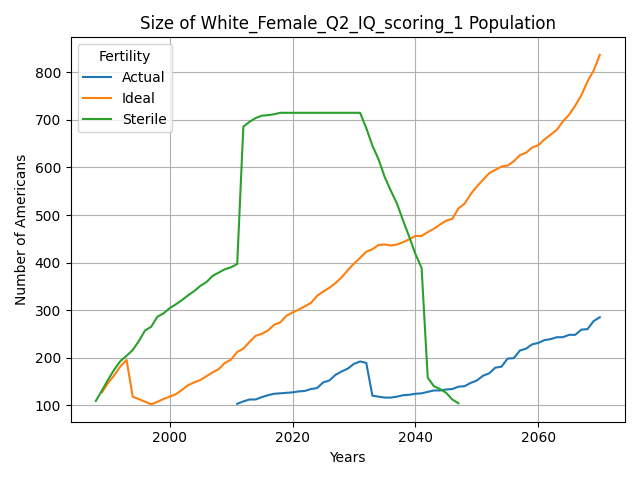 Size of White_Female_Q2_IQ_scoring_1 Population
Fertility
Actual
Ideal
Sterile
Number of Americans
800
700
600
500
400
300
200
100
2000
2020
2040
2060
Years